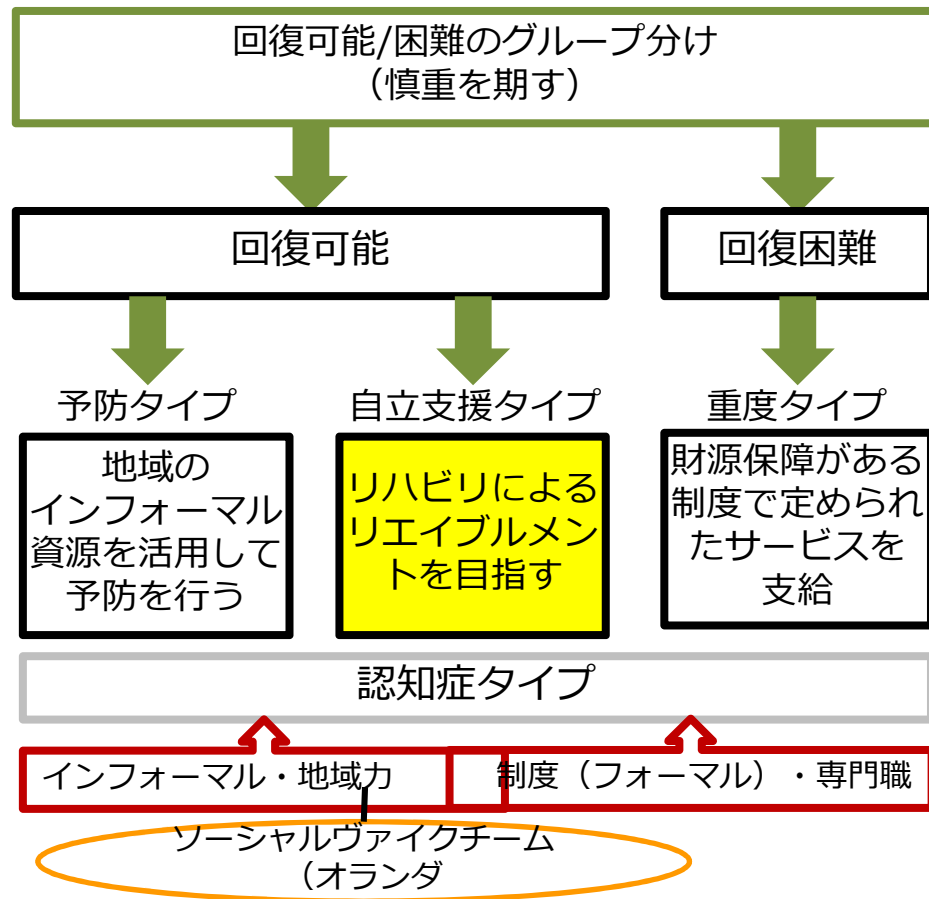 回復可能/困難のグループ分け
（慎重を期す）
回復可能
回復困難
予防タイプ
自立支援タイプ
重度タイプ
地域の
インフォーマル
資源を活用して
予防を行う
リハビリによる
リエイブルメン
トを目指す
財源保障がある
制度で定められ
たサービスを
支給
認知症タイプ
インフォーマル・地域力
制度（フォーマル）・専門職
ソーシャルヴァイクチーム
（オランダ